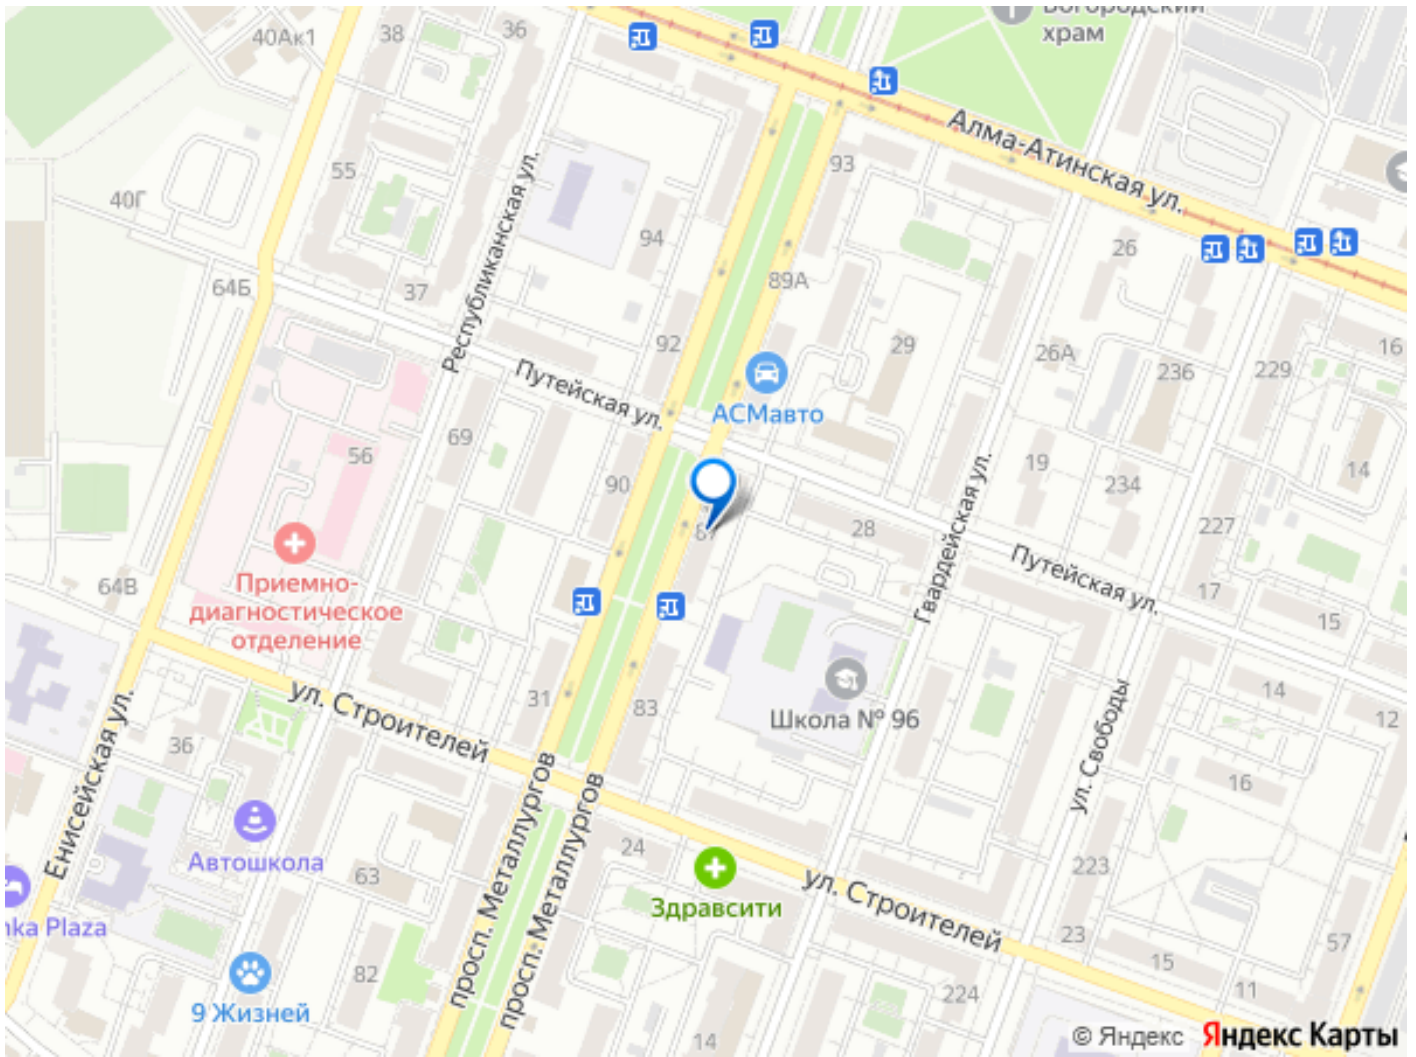 Богородский
храм
40Ак1
38
36
Алма-Атинская ул.
93
55
40Г
Республиканская ул.
94
26
89А
64Б
37
92
29
26А
236
229
16
Путейская ул.
АСМавто
69
56
90
19
234
14
28
227
87
Гвардейская ул.
Путейская ул.
64В
Приемно-
диагностическое
отделение
17
15
ул. Строителей
31
83
Школа № 96
14
12
ул. Свободы
36
Енисейская ул.
просп. Металлургов
просп. Металлургов
16
Автошкола
63
24
223
Здравсити
ул. Строителей
nka Plaza
23
57
15
82
11
224
9 Жизней
14
© Яндекс Яндекс Карты